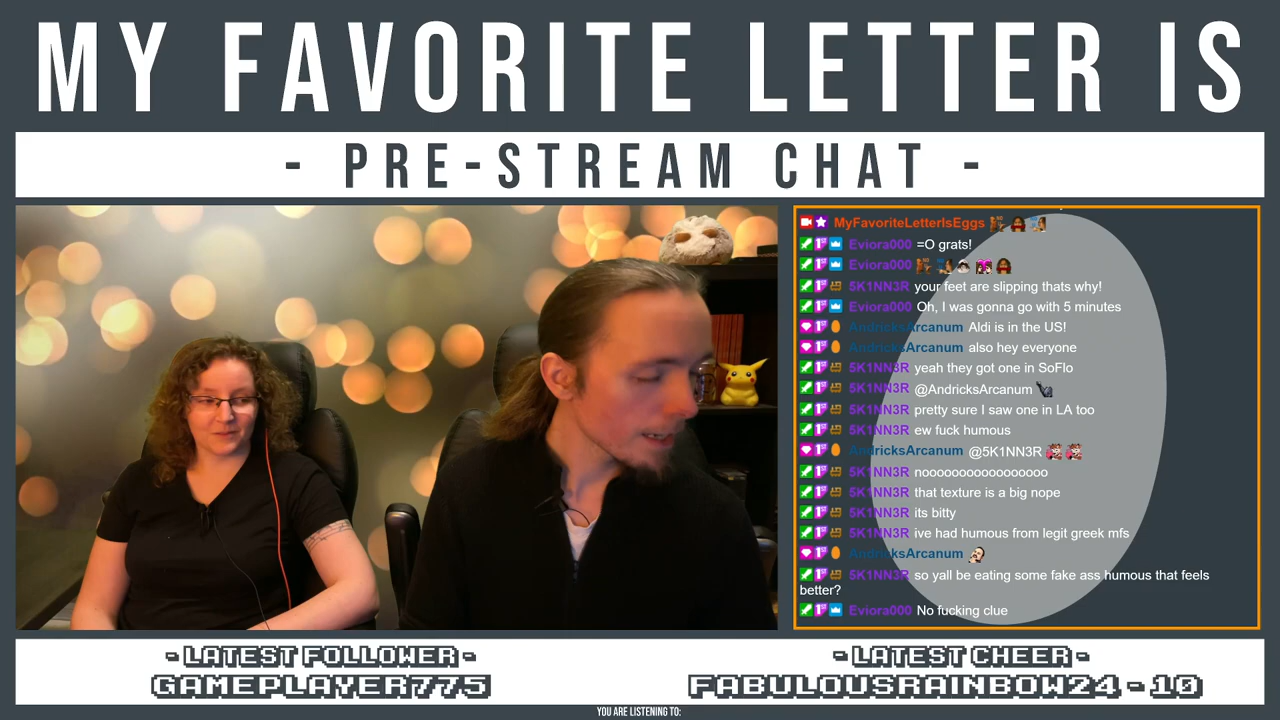 MY FAVORITE LETTER IS
- PRE-STREAM CHAT -
MyFavoriteLetterIsEggs
Eviora000 =O grats!
Eviora000
5K1NN3R your feet are slipping thats why!
Eviora000 Oh, I was gonna go with 5 minutes
AndricksArcanum Aldi is in the US!
AndricksArcanum also hey everyone
5K1NN3R yeah they got one in SoFlo
5K1NN3R @AndricksArcanum
5K1NN3R pretty sure I saw one in LA too
5K1NN3R ew fuck humous
AndricksArcanum @5K1NN3R
5K1NN3R nooooooooooooooooo
5K1NN3R that texture is a big nope
5K1NN3R its bitty
5K1NN3R ive had humous from legit greek mfs
AndricksArcanum
5K1NN3R so yall be eating some fake ass humous that feels
better?
Eviora000 No fucking clue
- LATEST FOLLOWER -
GAMEPLAYER775
- LATEST CHEER -
FABULOUSRAINBOW24 - 10
YOU ARE LISTENING TO: